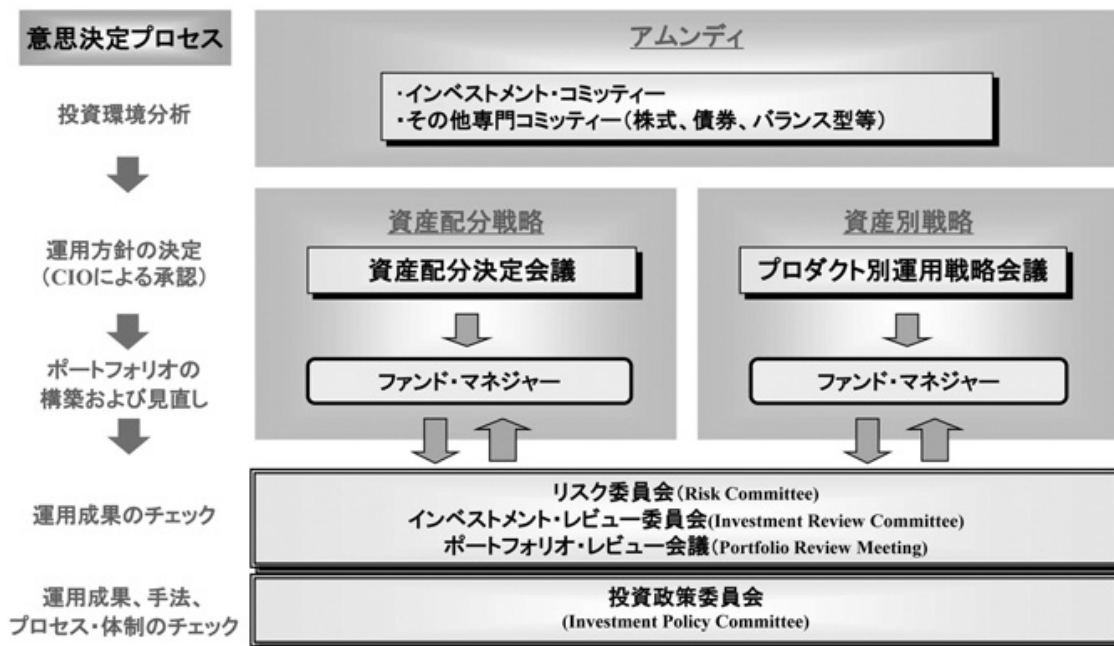 意思決定プロセス
アムンディ
投資環境分析
・インベストメント・コミッティー
・その他専門コミッティー（株式、債券、バランス型等）
資産配分戦略
資産別戦略
運用方針の決定
（CIOによる承認）
資産配分決定会議
プロダクト別運用戦略会議
ポートフォリオの
構築および見直し
ファンド・マネジャー
ファンド・マネジャー
運用成果のチェック
リスク委員会(Risk Committee)
インベストメント・レビュー委員会(Investment Review Committee)
ポートフォリオ・レビュー会議(Portfolio Review Meeting)
運用成果、手法、
プロセス・体制のチェック
投資政策委員会
(Investment Policy Committee)